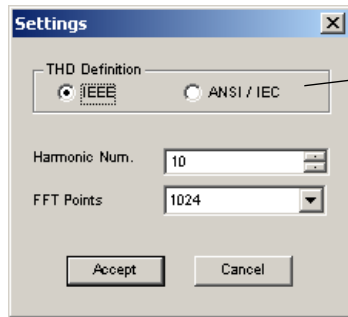 Settings
THD Definition
IEEE ANSI / IEC
Harmonic Num. 10
FFT Points 1024
Accept Cancel